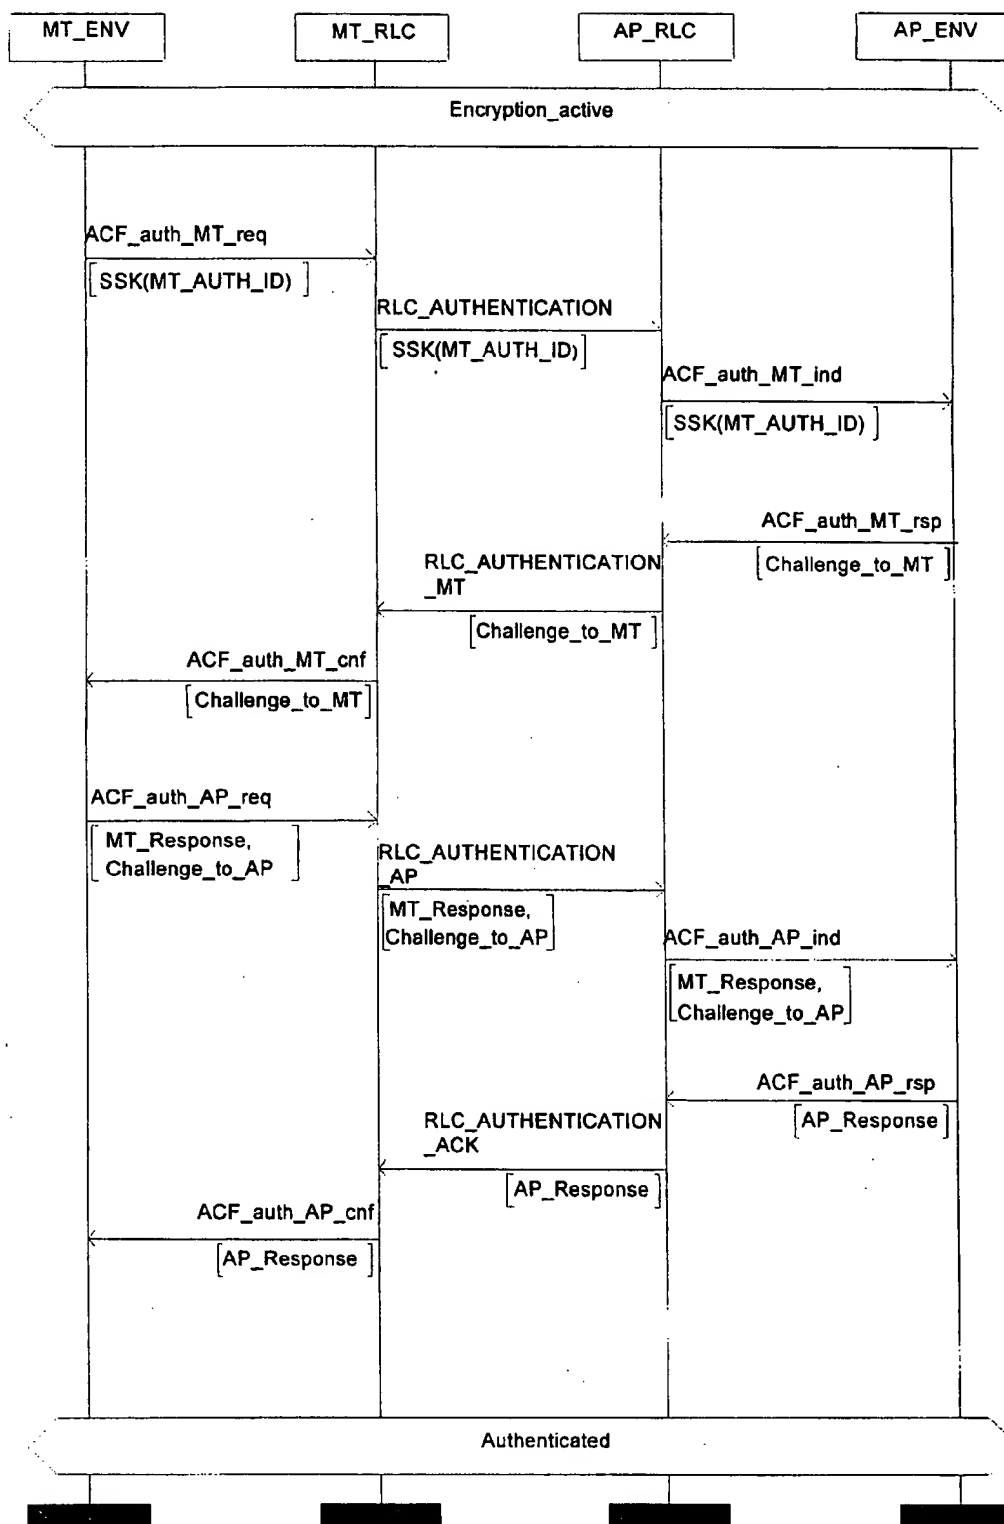 MT_ENV
MT_RLC
AP_RLC
AP_ENV
Encryption_active
ACF_auth_MT_req
SSK(MT_AUTH_ID)
RLC_AUTHENTICATION
SSK(MT_AUTH_ID)
ACF_auth_MT_ind
SSK(MT_AUTH_ID)
ACF_auth_MT_rsp
Challenge_to_MT
RLC_AUTHENTICATION
_MT
Challenge_to_MT
ACF_auth_MT_cnf
Challenge_to_MT
ACF_auth_AP_req
MT_Response,
Challenge_to_AP
RLC_AUTHENTICATION
_AP
MT_Response,
Challenge_to_AP
ACF_auth_AP_ind
MT_Response,
Challenge_to_AP
ACF_auth_AP_rsp
AP_Response
RLC_AUTHENTICATION
_ACK
AP_Response
ACF_auth_AP_cnf
AP_Response
Authenticated